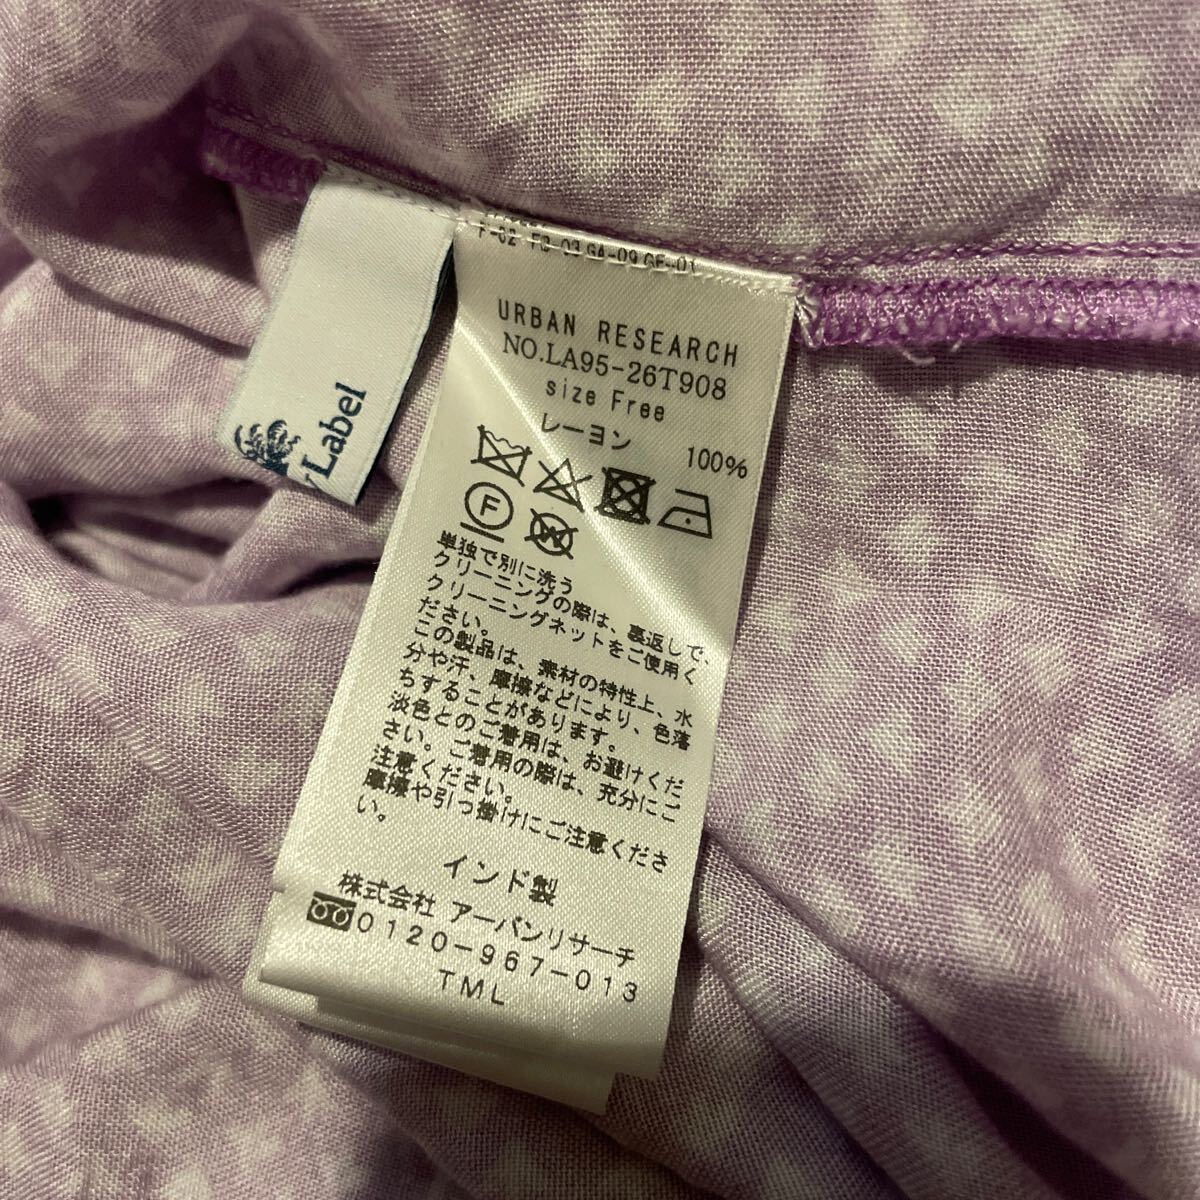 Label
URBAN RESEARCH
NO.LA95-26T908
size Free
レーヨン 100%
F
W
単独で別に洗う
クリーニングの際は、裏返しで、
クリーニングネットをご使用く
ださい。
この製品は、素材の特性上、水
分や汗、摩擦などにより、色落
ちすることがあります。
淡色とのご着用は、お避けくだ
さい。ご着用の際は、充分にご
注意ください。
摩擦や引っ掛けにご注意くださ
い。
インド製
株式会社 アーバンリサーチ
0120-967-013
TML